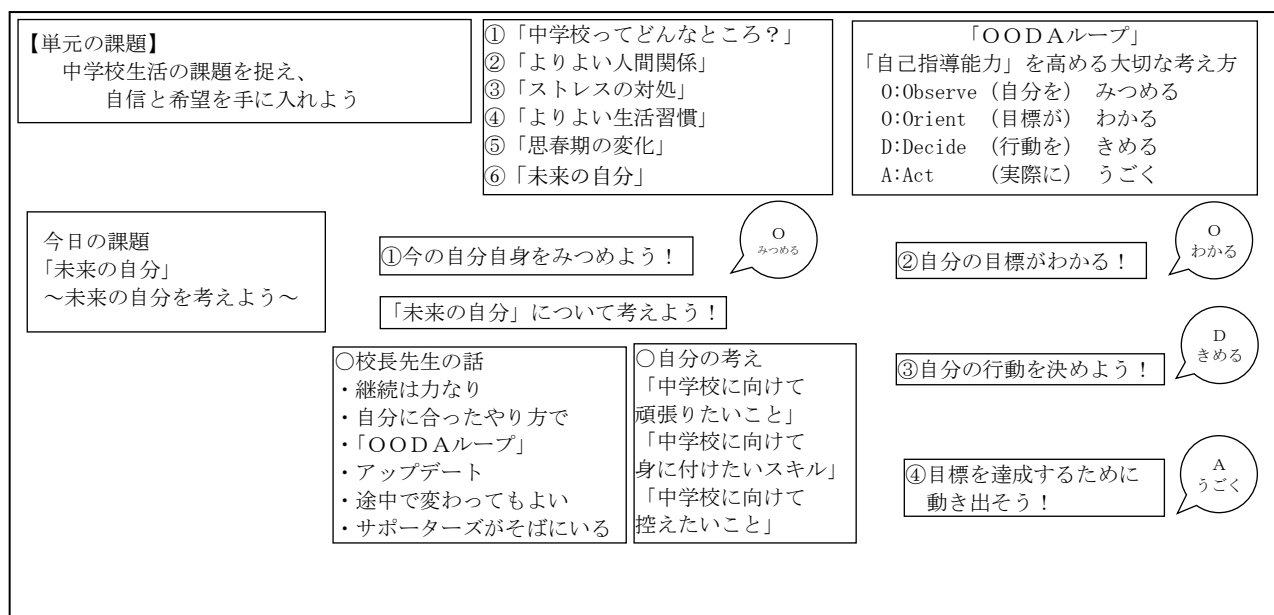 【単元の課題】
中学校生活の課題を捉え、
自信と希望を手に入れよう
①「中学校ってどんなところ？」
②「よりよい人間関係」
③「ストレスの対処」
④「よりよい生活習慣」
⑤「思春期の変化」
⑥「未来の自分」
「ＯＯＤＡループ」
「自己指導能力」を高める大切な考え方
O:Observe（自分を） みつめる
O:Orient （目標が） わかる
D:Decide （行動を） きめる
A:Act （実際に） うごく
今日の課題
「未来の自分」
～未来の自分を考えよう～
①今の自分自身をみつめよう！
O
みつめる
「未来の自分」について考えよう！
〇校長先生の話
・継続は力なり
・自分に合ったやり方で
・「ＯＯＤＡループ」
・アップデート
・途中で変わってもよい
・サポーターズがそばにいる
〇自分の考え
「中学校に向けて
頑張りたいこと」
「中学校に向けて
身に付けたいスキル」
「中学校に向けて
控えたいこと」
②自分の目標がわかる！
O
わかる
③自分の行動を決めよう！
D
きめる
④目標を達成するために
動き出そう！
A
うごく